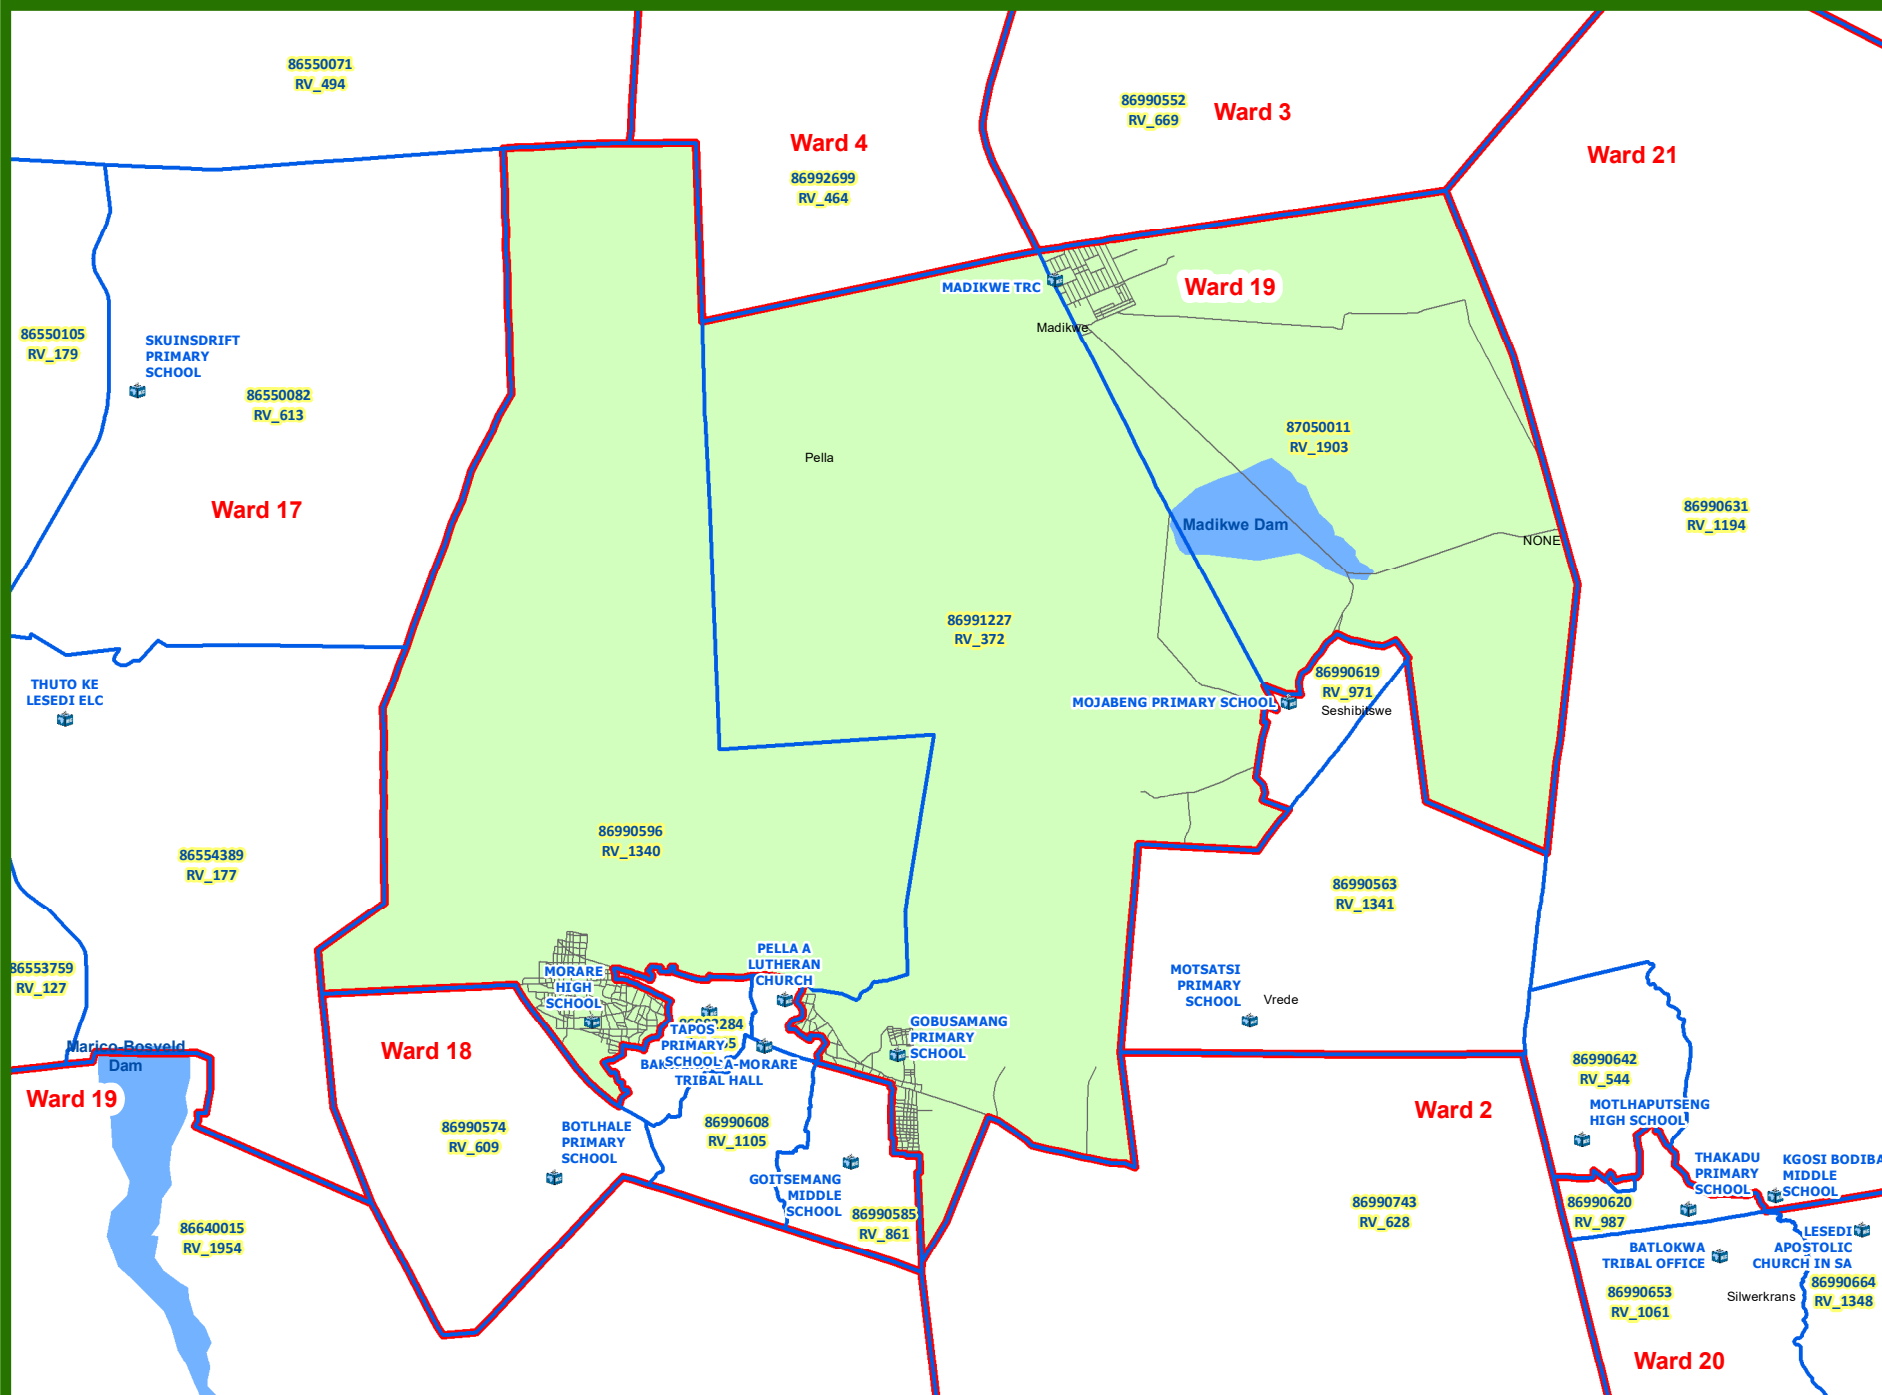 86550071
RV_494
Ward 4
86992699
RV_464
86990552
RV_669
Ward 3
Ward 21
MADIKWE TRC
Madikwe
Ward 19
86550105
RV_179
SKUINSDRIFT
PRIMARY
SCHOOL
86550082
RV_613
Ward 17
Pella
87050011
RV_1903
Madikwe Dam
NONE
86990631
RV_1194
86991227
RV_372
THUTO KE
LESEDI ELC
MOJABENG PRIMARY SCHOOL
86990619
RV_971
Seshibitswe
86990596
RV_1340
86554389
RV_177
86990563
RV_1341
86553759
RV_127
MORARE
HIGH
SCHOOL
PELLA A
LUTHERAN
CHURCH
MOTSATSI
PRIMARY
SCHOOL
Vrede
GOBUSAMANG
PRIMARY
SCHOOL
TAPOS
PRIMARY
SCHOOL
A-MORARE
TRIBAL HALL
Marico-Bosveld
Dam
Ward 19
Ward 18
86990574
RV_609
BOTLHALE
PRIMARY
SCHOOL
86990608
RV_1105
GOITSEMANG
MIDDLE
SCHOOL
86990585
RV_861
86640015
RV_1954
Ward 2
86990743
RV_628
86990642
RV_544
MOTLHAPUTSENG
HIGH SCHOOL
THAKADU
PRIMARY
SCHOOL
KGOSI BODIBA
MIDDLE
SCHOOL
86990620
RV_987
BATLOKWA
TRIBAL OFFICE
LESEDI
APOSTOLIC
CHURCH IN SA
86990653
RV_1061
Silwerkrans
86990664
RV_1348
Ward 20